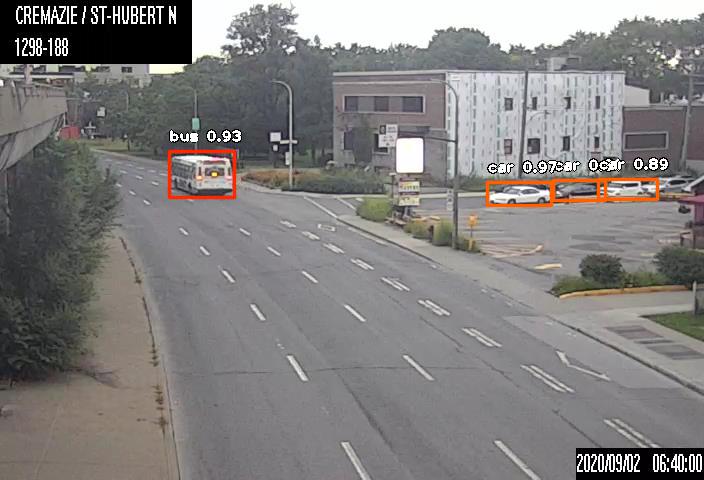 CREMAZIE / ST-HUBERT N
1298-188
bus 0.93
car 0.97
car 0.89
2020/09/02 06:40:00